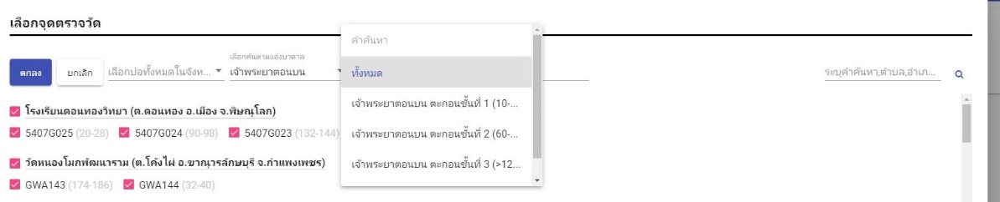 เลือกจุดตรวจวัด
ตกลง
ยกเลิก
เลือกบ่อทั้งหมดในจังห...
เลือกค้นตามแอ่งบาดาล
เจ้าพระยาตอนบน
คำค้นหา
ทั้งหมด
เจ้าพระยาตอนบน ตะกอนชั้นที่ 1 (10-...
เจ้าพระยาตอนบน ตะกอนชั้นที่ 2 (60-...
เจ้าพระยาตอนบน ตะกอนชั้นที่ 3 (>12...
ระบุคำค้นหา,ตำบล,อำเภ...
โรงเรียนดอนทองวิทยา (ต.ดอนทอง อ.เมือง จ.พิษณุโลก)
5407G025 (20-28) 5407G024 (90-98) 5407G023 (132-144)
วัดหนองโมกพัฒนาราม (ต.โค้งไผ่ อ.ขาณุวรลักษบุรี จ.กำแพงเพชร)
GWA143 (174-186) GWA144 (32-40)